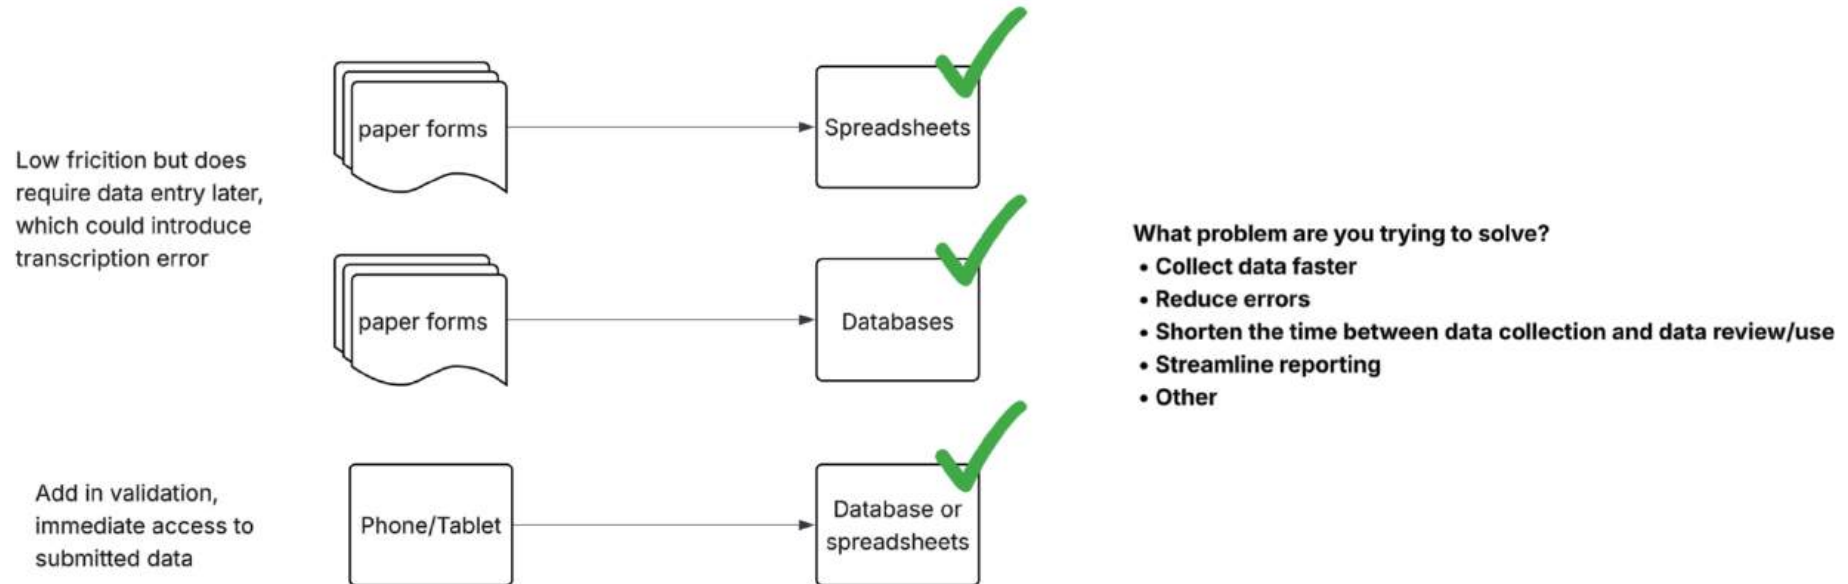 Low fricition but does
require data entry later,
which could introduce
transcription error
paper forms
Spreadsheets
paper forms
Databases
Add in validation,
immediate access to
submitted data
Phone/Tablet
Database or
spreadsheets
What problem are you trying to solve?
• Collect data faster
• Reduce errors
• Shorten the time between data collection and data review/use
• Streamline reporting
• Other